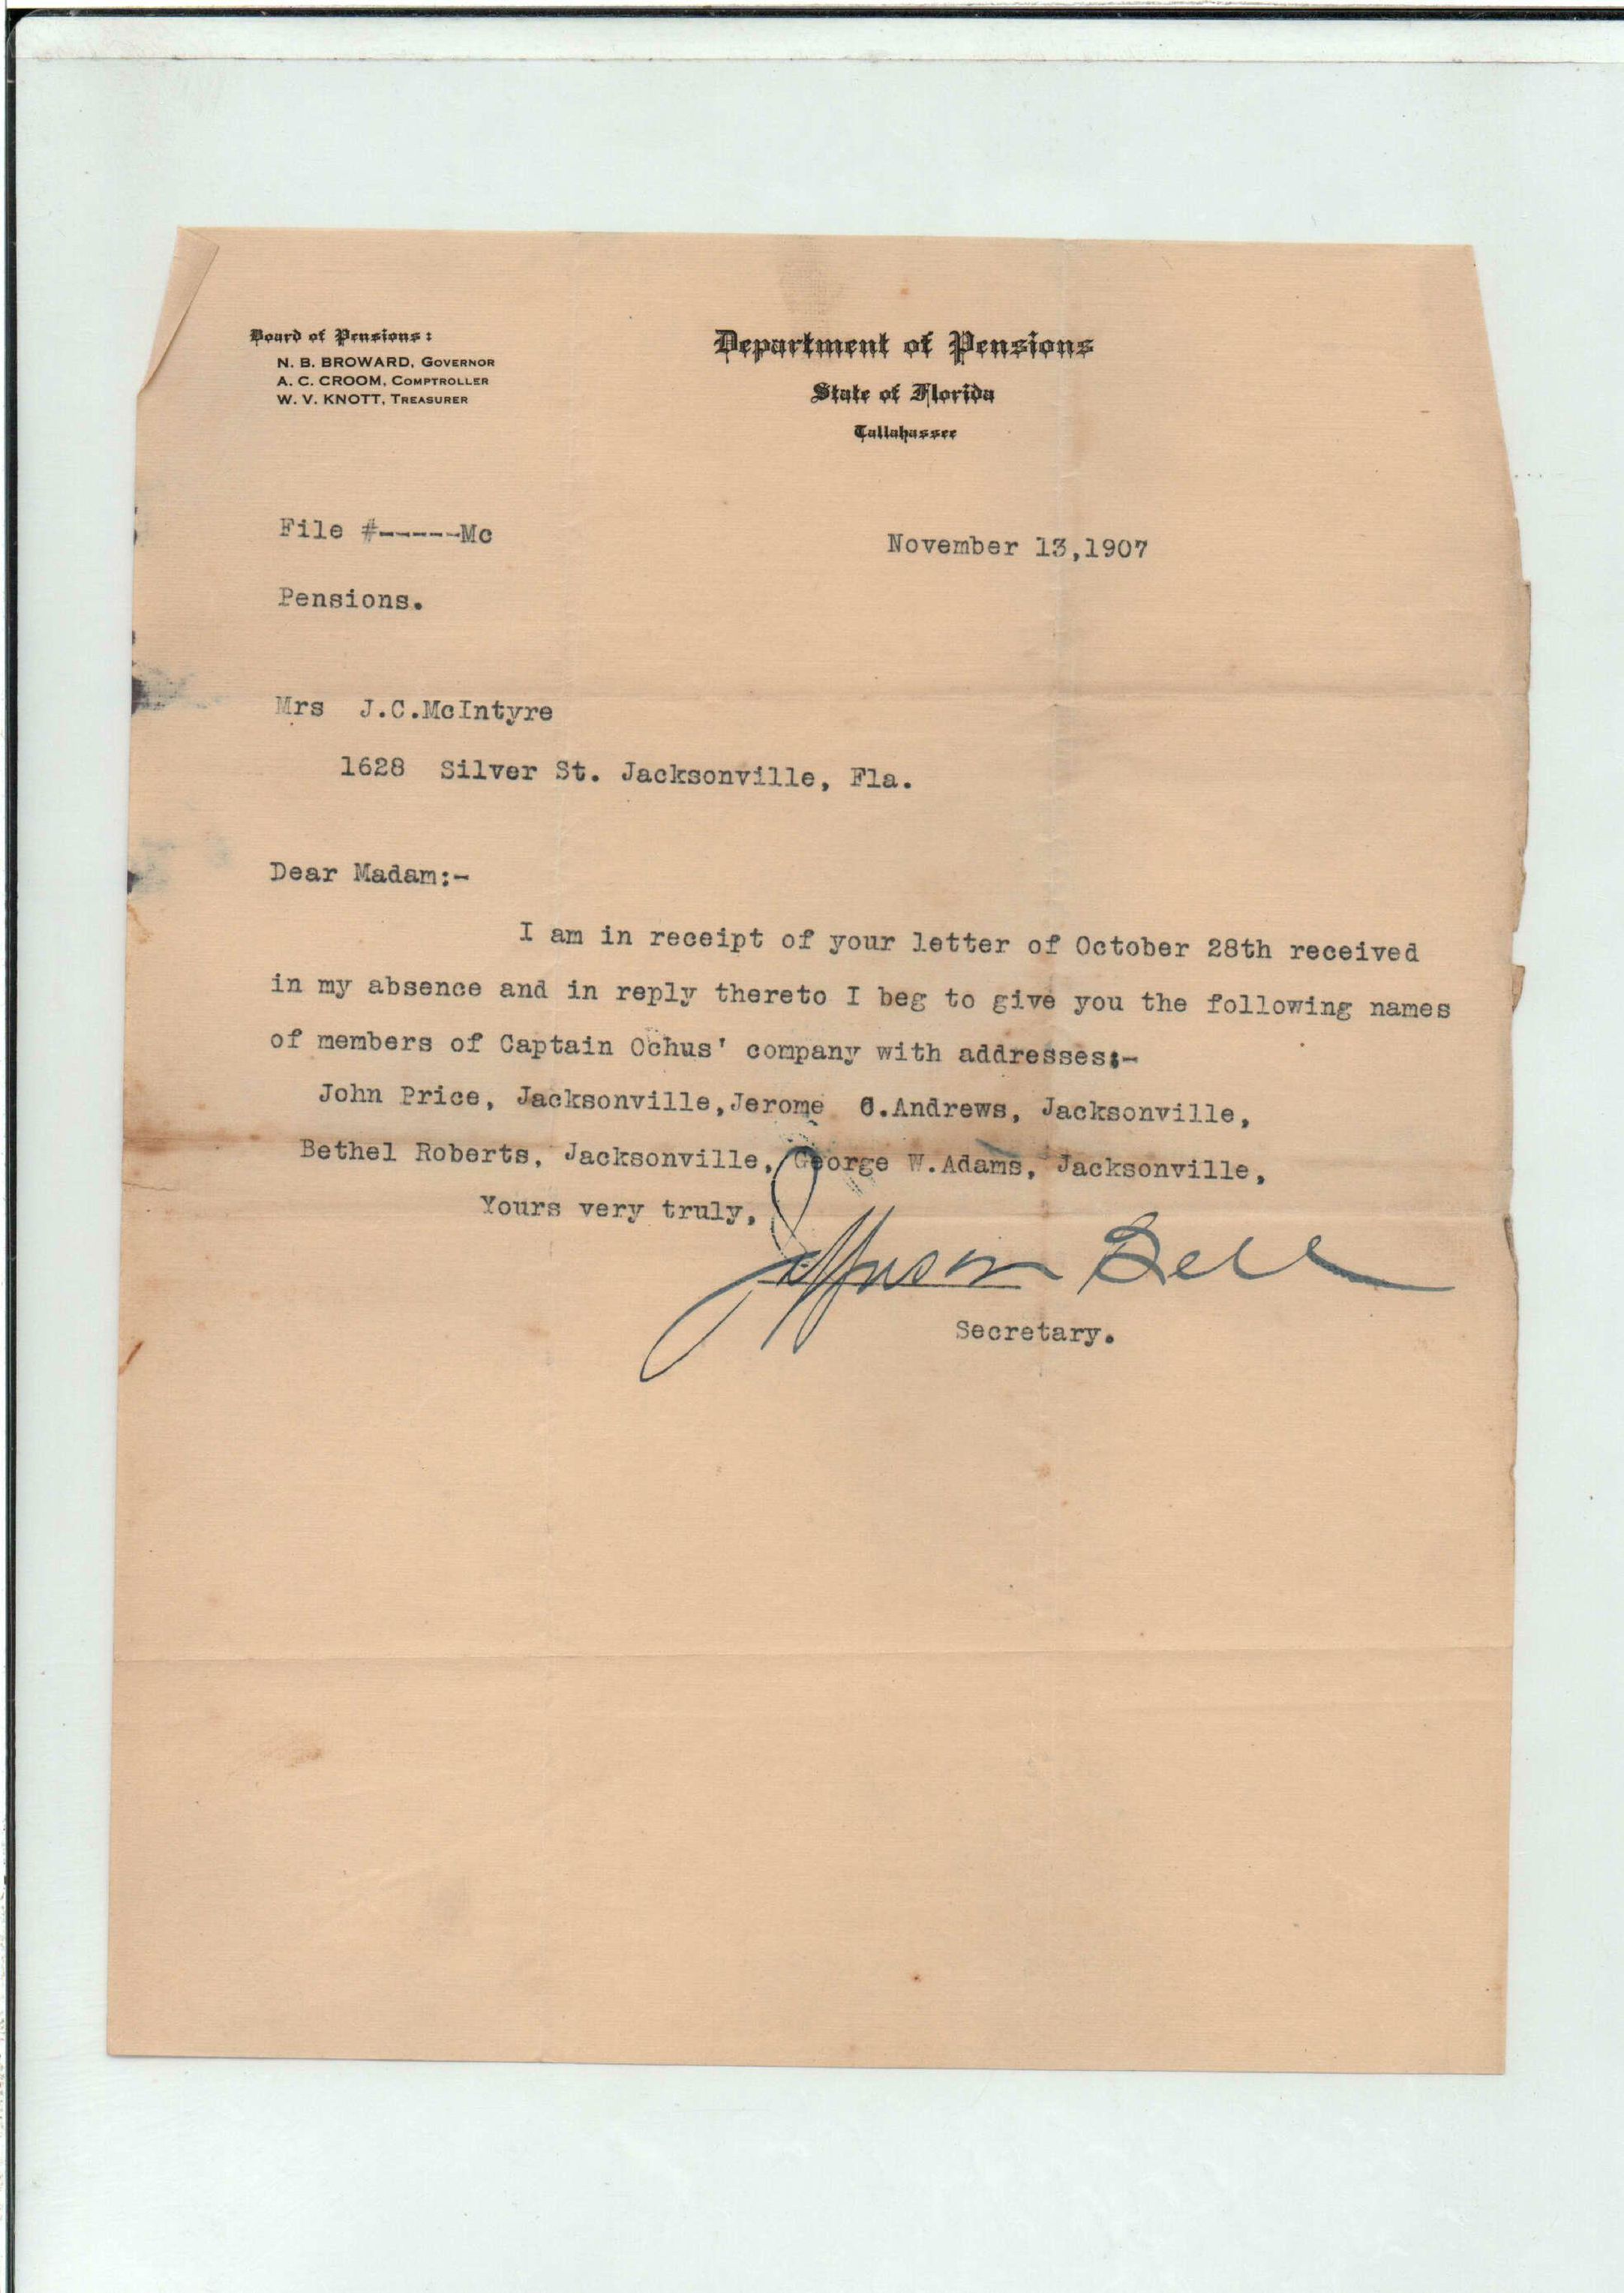 Board of Pensions:
N. B. BROWARD, GOVERNOR
A. C. CROOM, COMPTROLLER
W. V. KNOTT, TREASURER
Department of Pensions
State of Florida
Tallahassee
File #-----Mc
November 13,1907
Pensions.
Mrs J.C.McIntyre
1628 Silver St. Jacksonville, Fla.
Dear Madam:-
I am in receipt of your letter of October 28th received
in my absence and in reply thereto I beg to give you the following names
of members of Captain Ochus' company with addresses:-
John Price, Jacksonville,Jerome C.Andrews, Jacksonville,
Bethel Roberts, Jacksonville, George W.Adams, Jacksonville,
Yours very truly,
Jefferson Bell
Secretary.